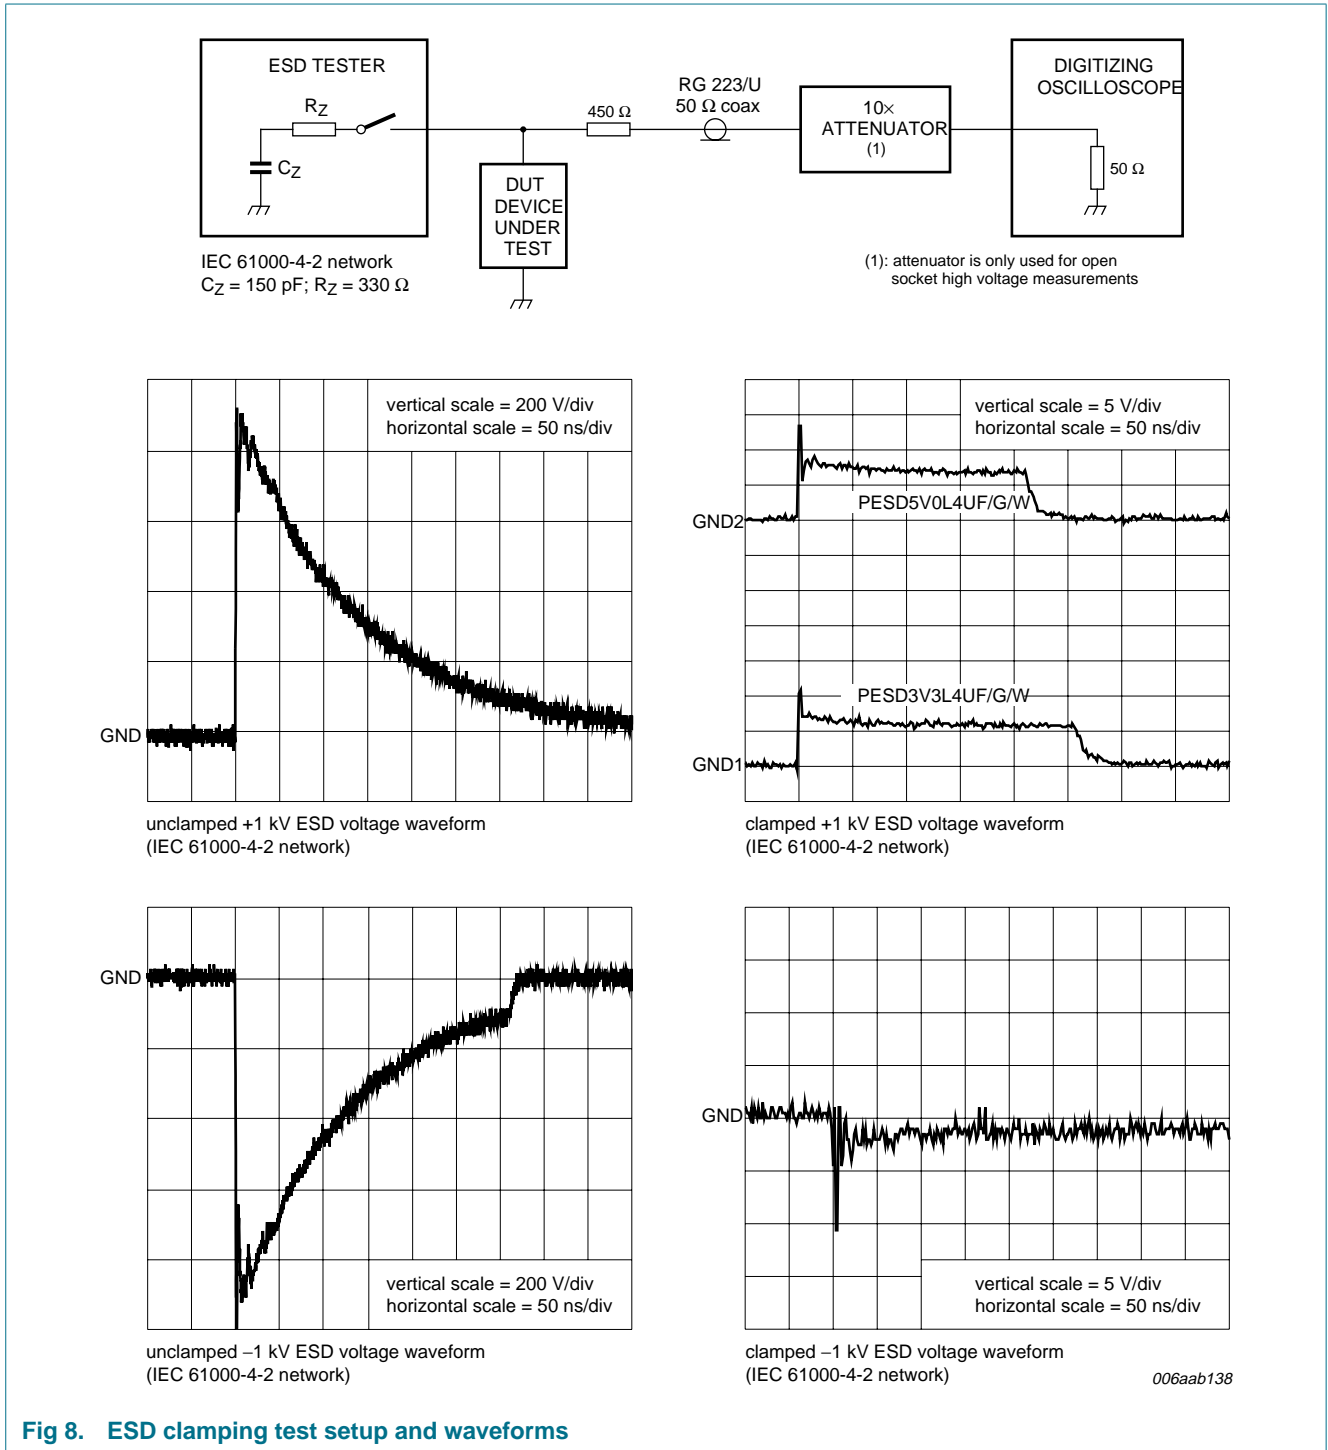 ESD TESTER
RZ
CZ
IEC 61000-4-2 network
CZ = 150 pF; RZ = 330 Ω
DUT
DEVICE
UNDER
TEST
450 Ω
RG 223/U
50 Ω coax
10×
ATTENUATOR
(1)
DIGITIZING
OSCILLOSCOPE
50 Ω
(1): attenuator is only used for open
socket high voltage measurements
vertical scale = 200 V/div
horizontal scale = 50 ns/div
GND
unclamped +1 kV ESD voltage waveform
(IEC 61000-4-2 network)
vertical scale = 5 V/div
horizontal scale = 50 ns/div
PESD5V0L4UF/G/W
GND2
PESD3V3L4UF/G/W
GND1
clamped +1 kV ESD voltage waveform
(IEC 61000-4-2 network)
GND
vertical scale = 200 V/div
horizontal scale = 50 ns/div
unclamped −1 kV ESD voltage waveform
(IEC 61000-4-2 network)
GND
vertical scale = 5 V/div
horizontal scale = 50 ns/div
clamped −1 kV ESD voltage waveform
(IEC 61000-4-2 network)
006aab138
Fig 8. ESD clamping test setup and waveforms